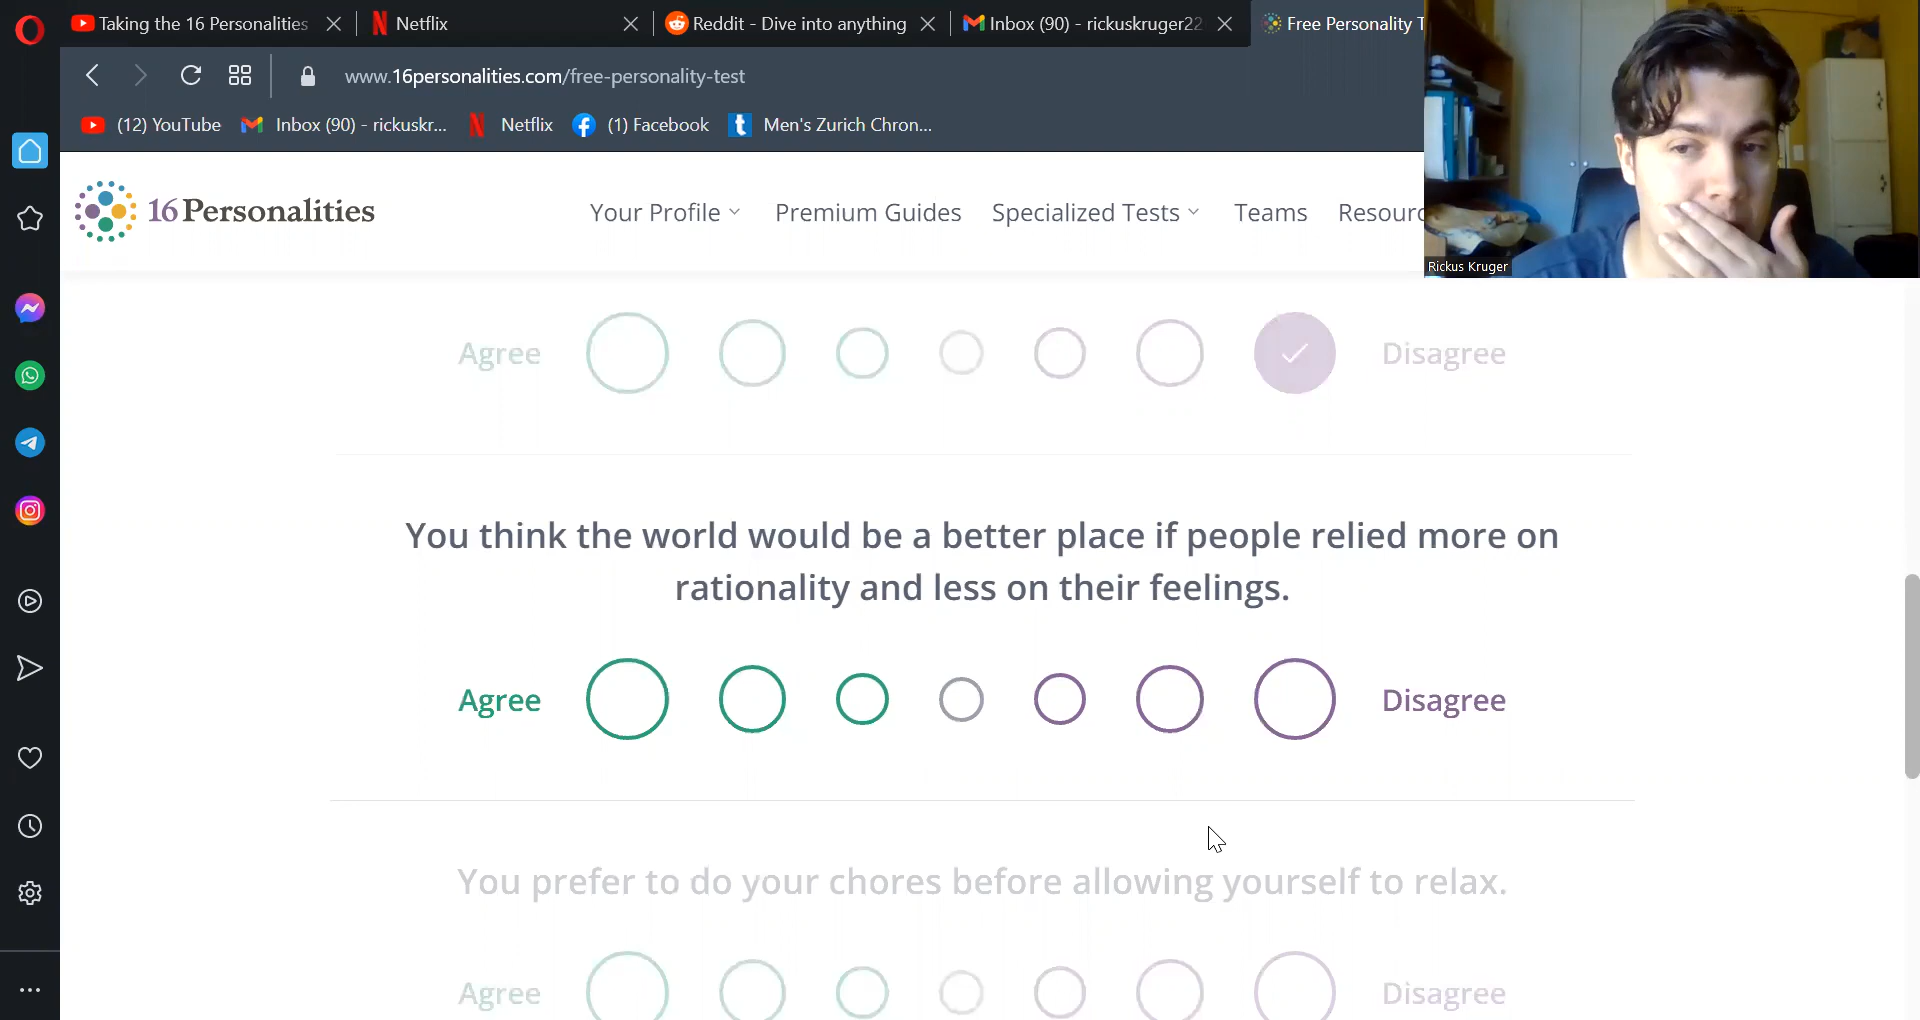 Taking the 16 Personalities
Netflix
Reddit - Dive into anything
Inbox (90) - rickuskruger22
Free Personality T
www.16personalities.com/free-personality-test
(12) YouTube
Inbox (90) - rickuskr...
Netflix
(1) Facebook
Men's Zurich Chron...
16Personalities
Your Profile
Premium Guides
Specialized Tests
Teams
Resourc
Rickus Kruger
Agree
Disagree
You think the world would be a better place if people relied more on
rationality and less on their feelings.
Agree
Disagree
You prefer to do your chores before allowing yourself to relax.
Agree
Disagree